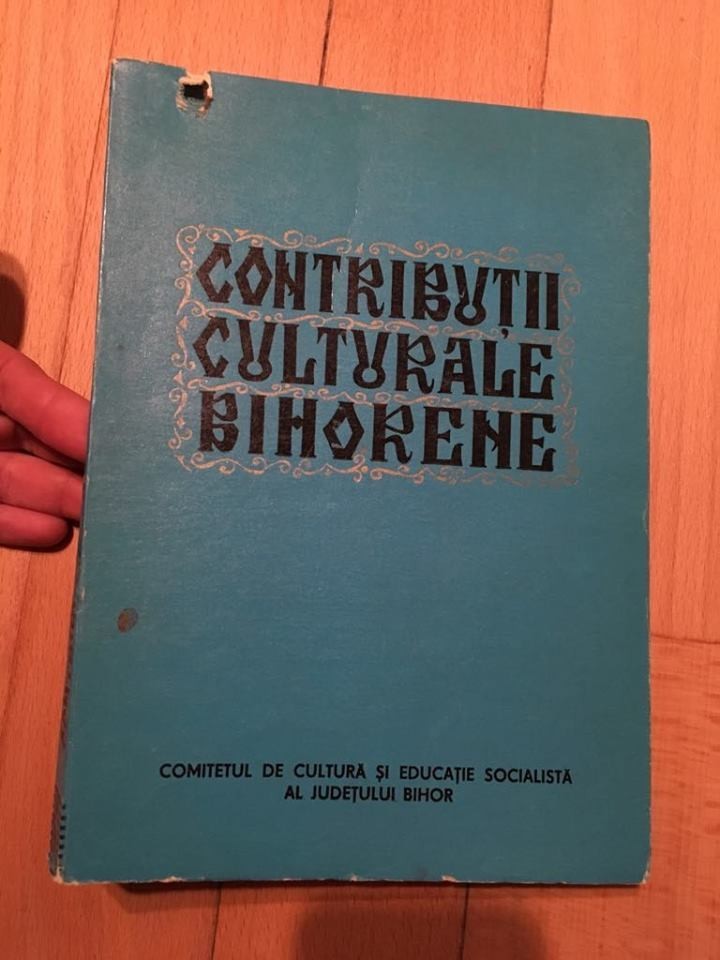 CONTRIBUȚII
CULTURALE
BIHORENE
COMITETUL DE CULTURĂ ȘI EDUCAȚIE SOCIALISTĂ
AL JUDEȚULUI BIHOR